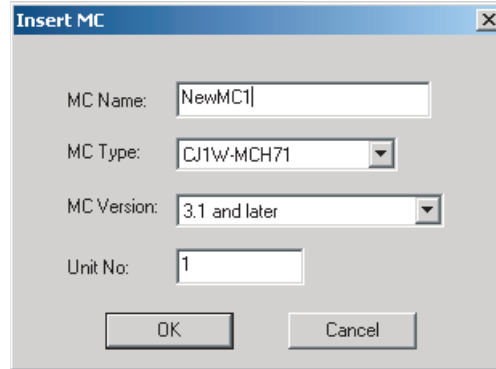 Insert MC
MC Name: NewMC1
MC Type: CJ1W-MCH71
MC Version: 3.1 and later
Unit No: 1
OK Cancel